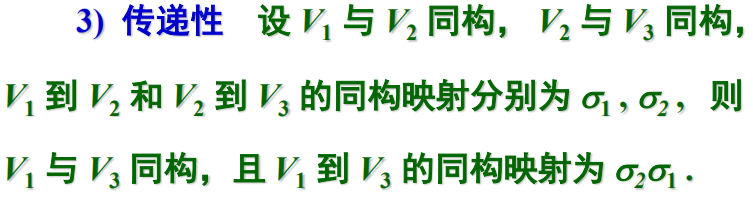 3) 传递性 设 V₁ 与 V₂ 同构, V₂ 与 V₃ 同构,
V₁ 到 V₂ 和 V₂ 到 V₃ 的同构映射分别为 σ₁, σ₂, 则
V₁ 与 V₃ 同构, 且 V₁ 到 V₃ 的同构映射为 σ₂σ₁.